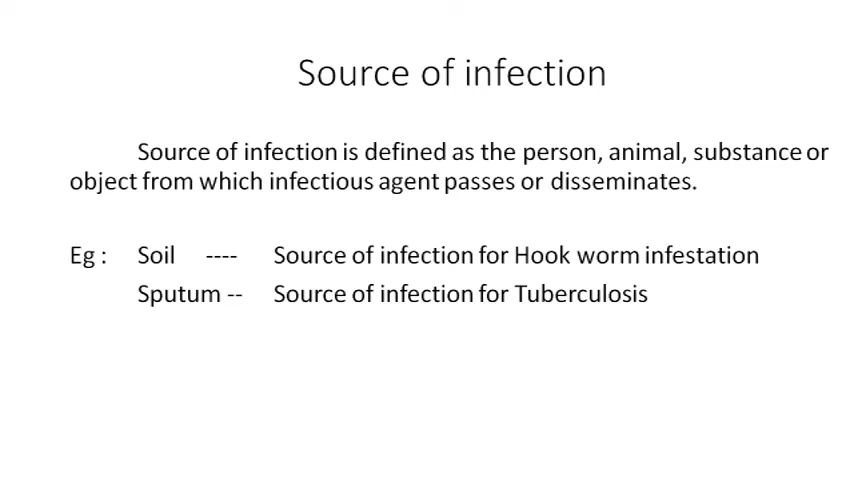 Source of infection
Source of infection is defined as the person, animal, substance or
object from which infectious agent passes or disseminates.
Eg : Soil ---- Source of infection for Hook worm infestation
Sputum -- Source of infection for Tuberculosis